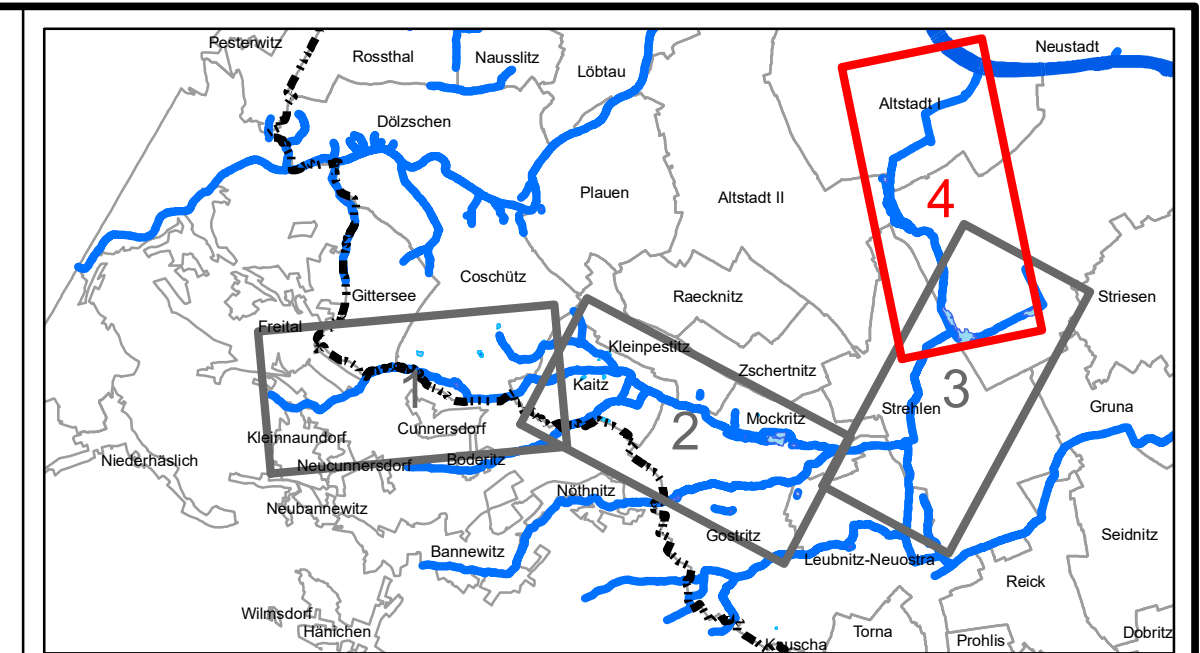 Pesterwitz
Rossthal
Nausslitz
Löbtau
Neustadt
Altstadt I
Dölzschen
Plauen
Altstadt II
4
Coschütz
Gittersee
Raecknitz
Striesen
Freital
Kleinpestitz
Zschertnitz
Kaitz
1
3
Strehlen
Gruna
Mockritz
2
Cunnersdorf
Kleinnaundorf
Niederhäslich
Neucunnersdorf
Boderitz
Nöthnitz
Neubannewitz
Gostritz
Seidnitz
Bannewitz
Leubnitz-Neuostra
Reick
Wilmsdorf
Hänichen
Kauscha
Torna
Prohlis
Dobritz